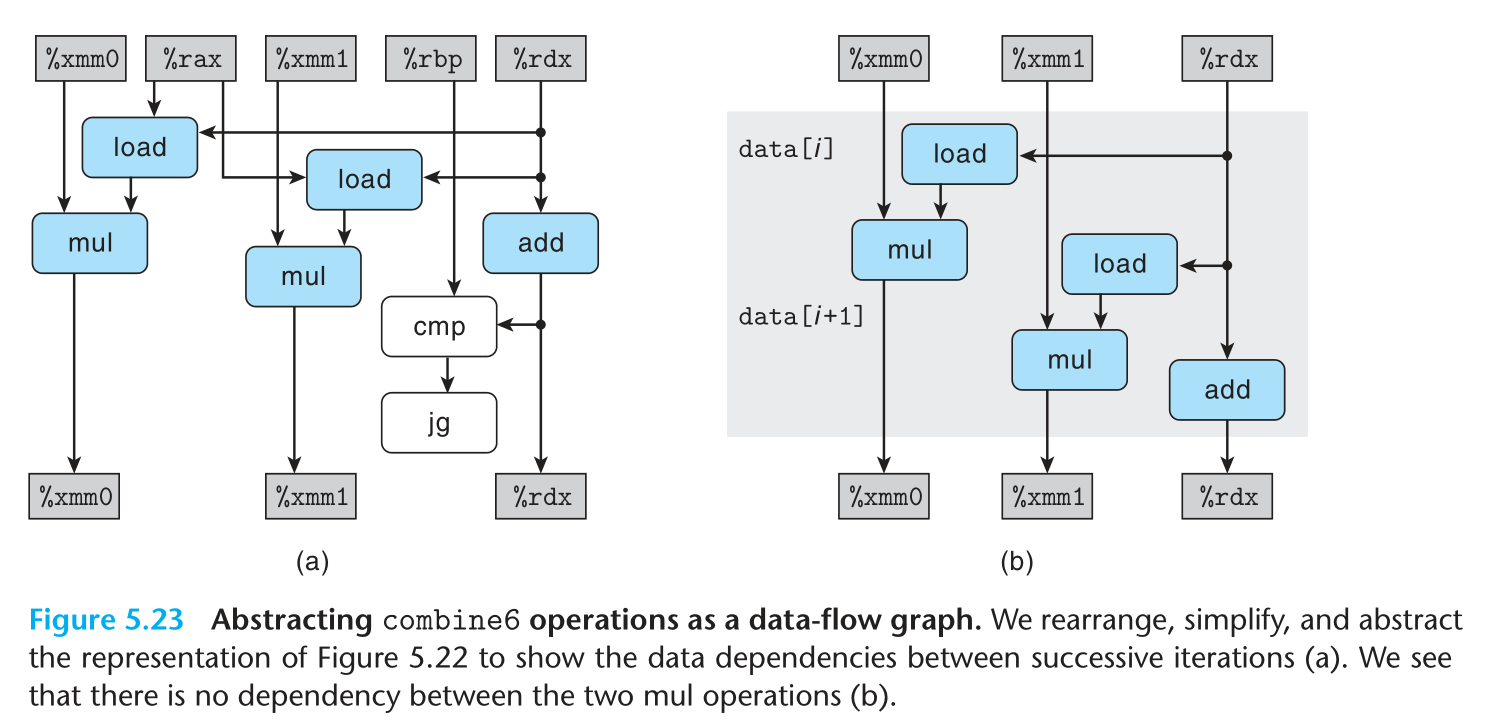 %xmm0 %rax %xmm1 %rbp %rdx
load
load
mul
add
mul
cmp
jg
%xmm0 %xmm1 %rdx
(a)
%xmm0 %xmm1 %rdx
data[i]
load
mul
load
data[i+1]
mul
add
%xmm0 %xmm1 %rdx
(b)
Figure 5.23 Abstracting combine6 operations as a data-flow graph. We rearrange, simplify, and abstract
the representation of Figure 5.22 to show the data dependencies between successive iterations (a). We see
that there is no dependency between the two mul operations (b).